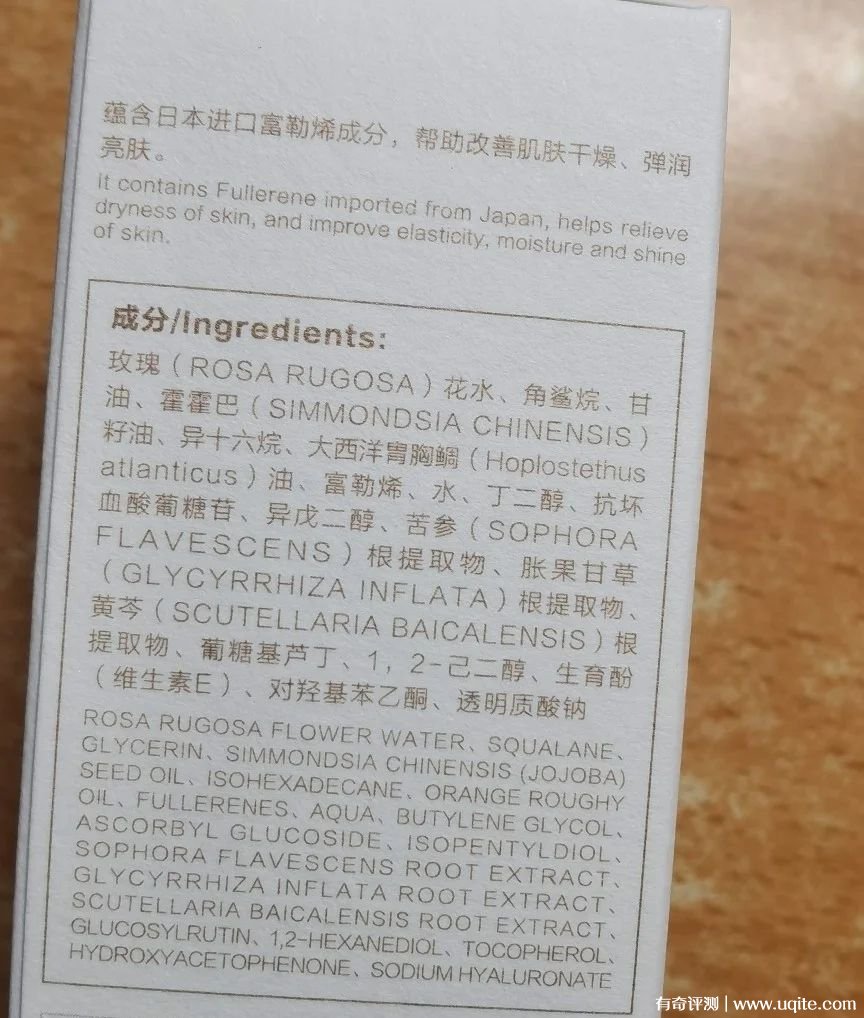 蕴含日本进口富勒烯成分，帮助改善肌肤干燥、弹润
亮肤。
It contains Fullerene imported from Japan, helps relieve
dryness of skin, and improve elasticity, moisture and shine
of skin.
成分/Ingredients:
玫瑰（ROSA RUGOSA）花水、角鲨烷、甘
油、霍霍巴（SIMMONDSIA CHINENSIS）
籽油、异十六烷、大西洋胸棘鲷（Hoplostethus
atlanticus）油、富勒烯、水、丁二醇、抗坏
血酸葡糖苷、异戊二醇、苦参（SOPHORA
FLAVESCENS）根提取物、胀果甘草
（GLYCYRRHIZA INFLATA）根提取物、
黄芩（SCUTELLARIA BAICALENSIS）根
提取物、葡糖基芦丁、1，2-己二醇、生育酚
（维生素E）、对羟基苯乙酮、透明质酸钠
ROSA RUGOSA FLOWER WATER、SQUALANE、
GLYCERIN、SIMMONDSIA CHINENSIS (JOJOBA)
SEED OIL、ISOHEXADECANE、ORANGE ROUGHY
OIL、FULLERENES、AQUA、BUTYLENE GLYCOL、
ASCORBYL GLUCOSIDE、ISOPENTYLDIOL、
SOPHORA FLAVESCENS ROOT EXTRACT、
GLYCYRRHIZA INFLATA ROOT EXTRACT、
SCUTELLARIA BAICALENSIS ROOT EXTRACT、
GLUCOSYLRUTIN、1,2-HEXANEDIOL、TOCOPHEROL、
HYDROXYACETOPHENONE、SODIUM HYALURONATE
有奇评测 | www.uqite.com